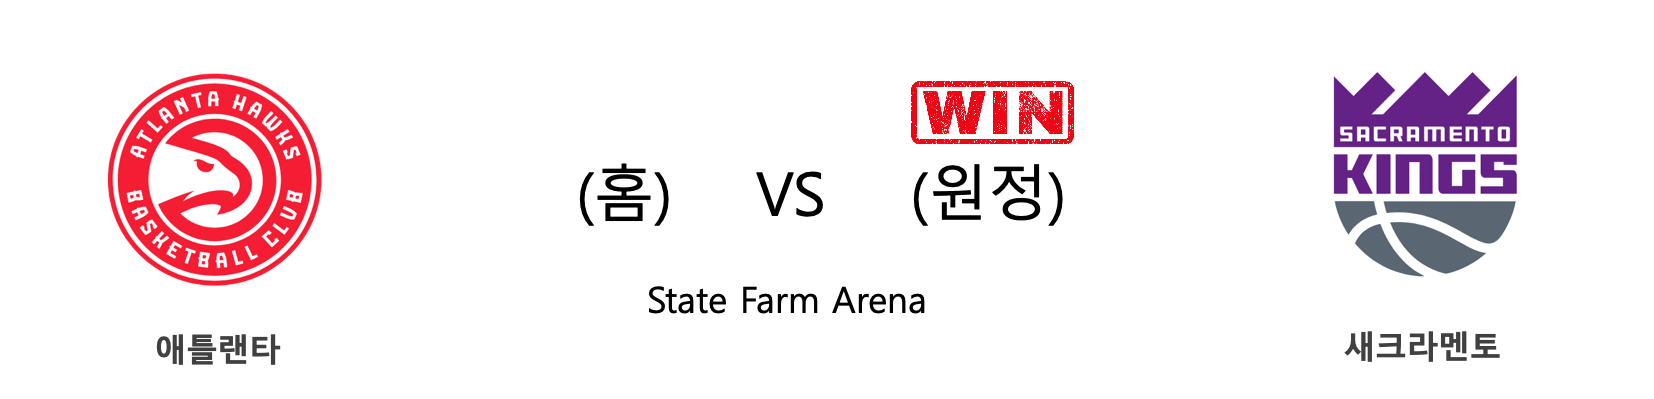 ATLANTA HAWKS
BASKETBALL CLUB
애틀랜타
WIN
(홈) VS (원정)
State Farm Arena
SACRAMENTO
KINGS
새크라멘토